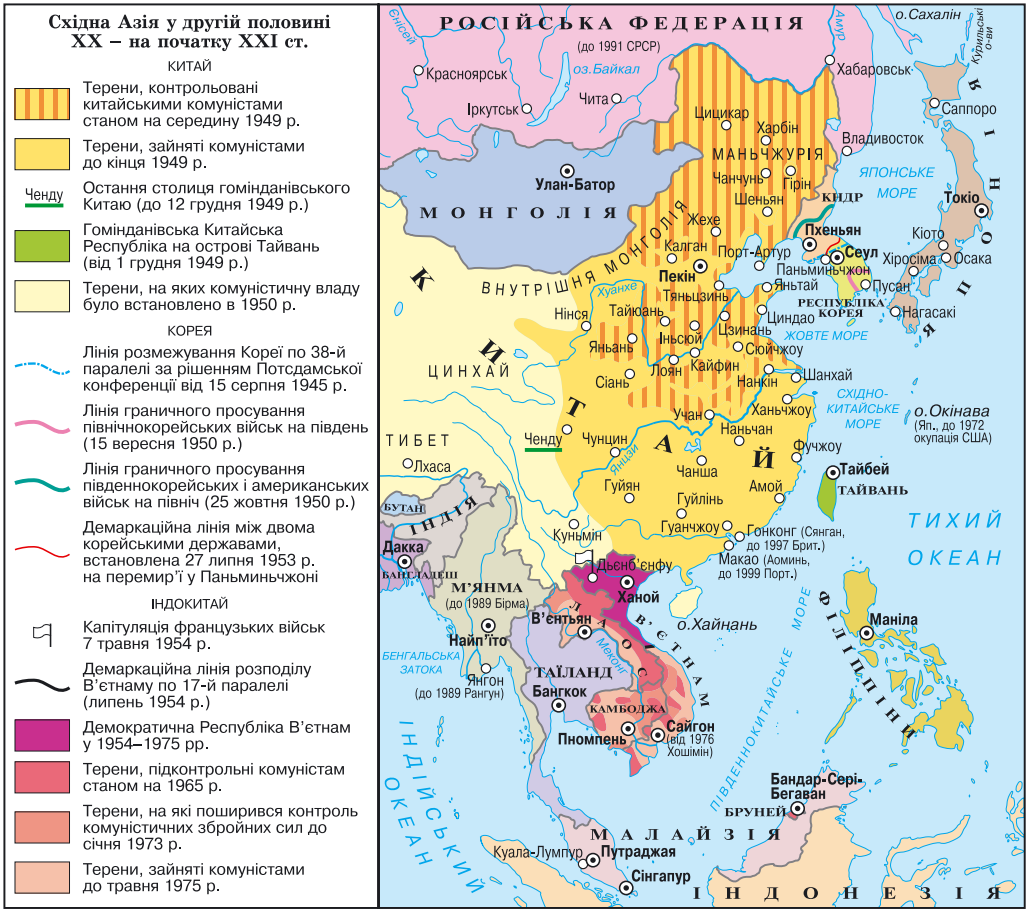 Східна Азія у другій половині
XX – на початку XXI ст.
КИТАЙ
Терени, контрольовані
китайськими комуністами
станом на середину 1949 р.
Терени, зайняті комуністами
до кінця 1949 р.
Ченду
Остання столиця гомінданівського
Китаю (до 12 грудня 1949 р.)
Гомінданівська Китайська
Республіка на острові Тайвань
(від 1 грудня 1949 р.)
Терени, на яких комуністичну владу
було встановлено в 1950 р.
КОРЕЯ
Лінія розмежування Кореї по 38-й
паралелі за рішенням Потсдамської
конференції від 15 серпня 1945 р.
Лінія граничного просування
північнокорейських військ на південь
(15 вересня 1950 р.)
Лінія граничного просування
південнокорейських і американських
військ на північ (25 жовтня 1950 р.)
Демаркаційна лінія між двома
корейськими державами,
встановлена 27 липня 1953 р.
на перемир'ї у Паньминьчжоні
ІНДОКИТАЙ
Капітуляція французьких військ
7 травня 1954 р.
Демаркаційна лінія розподілу
В'єтнаму по 17-й паралелі
(липень 1954 р.)
Демократична Республіка В'єтнам
у 1954–1975 рр.
Терени, підконтрольні комуністам
станом на 1965 р.
Терени, на які поширився контроль
комуністичних збройних сил до
січня 1973 р.
Терени, зайняті комуністами
до травня 1975 р.
РОСІЙСЬКА ФЕДЕРАЦІЯ
(до 1991 СРСР)
Єнісей
Красноярськ
оз.Байкал
Іркутськ
Чита
Амур
о.Сахалін
Курильські
о-ви
Хабаровськ
Саппоро
Владивосток
Цицикар
Харбін
МАНЬЧЖУРІЯ
Чанчунь
Гірін
Шеньян
ЯПОНСЬКЕ
МОРЕ
ЯПОНІЯ
Токіо
Кіото
Осака
Хіросіма
Нагасакі
Улан-Батор
МОНГОЛІЯ
КНДР
Пхеньян
Сеул
Паньминьчжон
Пусан
РЕСПУБЛІКА
КОРЕЯ
ЖОВТЕ МОРЕ
Жехе
Калган
Порт-Артур
Пекін
Тяньцзинь
Яньтай
ВНУТРІШНЯ МОНГОЛІЯ
Хуанхе
Нінся
Тайюань
Циндао
Цзинань
Яньань
Іньсюй
Сюйчжоу
Лоян
Кайфин
Сіань
Нанкін
Шанхай
Ханьчжоу
КИТАЙ
ЦИНХАЙ
ТИБЕТ
Лхаса
Ченду
Чунцин
Янцзи
Учан
Наньчан
Чанша
Фучжоу
СХІДНО-
КИТАЙСЬКЕ
МОРЕ
о.Окінава
(Яп., до 1972
окупація США)
Тайбей
ТАЙВАНЬ
Гуйян
Гуйлінь
Амой
Гуанчжоу
Гонконг (Сянган,
до 1997 Брит.)
Макао (Аоминь,
до 1999 Порт.)
Куньмін
ТИХИЙ
ОКЕАН
БУТАН
ІНДІЯ
Дакка
БАНГЛАДЕШ
М'ЯНМА
(до 1989 Бірма)
Найп'їто
Янгон
(до 1989 Рангун)
БЕНГАЛЬСЬКА
ЗАТОКА
Дьєнб'єнфу
Ханой
о.Хайнань
ЛАОС
В'єнтьян
В'ЄТНАМ
Меконг
ТАЇЛАНД
Бангкок
КАМБОДЖА
Пномпень
Сайгон
(від 1976
Хошімін)
ІНДІЙСЬКИЙ
ОКЕАН
ПІВДЕННОКИТАЙСЬКЕ МОРЕ
ФІЛІППІНИ
Маніла
Бандар-Сері-
Бегаван
БРУНЕЙ
МАЛАЙЗІЯ
Куала-Лумпур
Путраджая
Сінгапур
ІНДОНЕЗІЯ